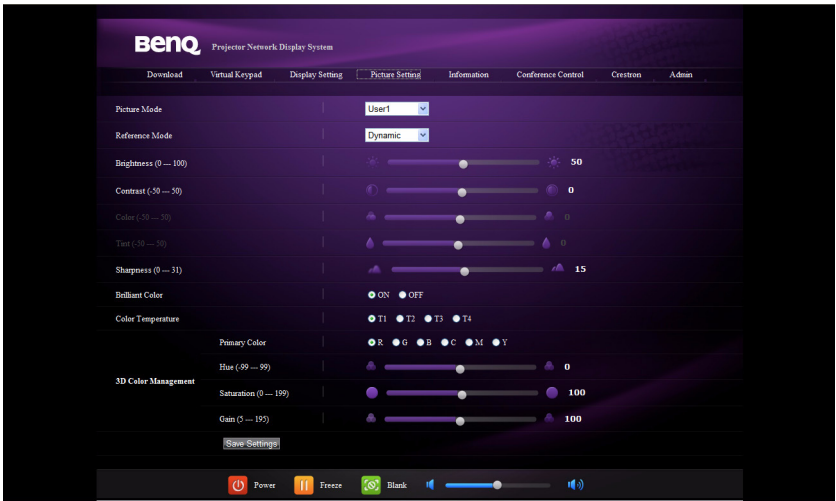 BenQ Projector Network Display System
Download Virtual Keypad Display Setting Picture Setting Information Conference Control Crestron Admin
Picture Mode User1
Reference Mode Dynamic
Brightness (0 --- 100) 50
Contrast (-50 --- 50) 0
Color (-50 --- 50) 0
Tint (-50 --- 50) 0
Sharpness (0 --- 31) 15
Brilliant Color ON OFF
Color Temperature T1 T2 T3 T4
3D Color Management
Primary Color R G B C M Y
Hue (-99 --- 99) 0
Saturation (0 --- 199) 100
Gain (5 --- 195) 100
Save Settings
Power Freeze Blank